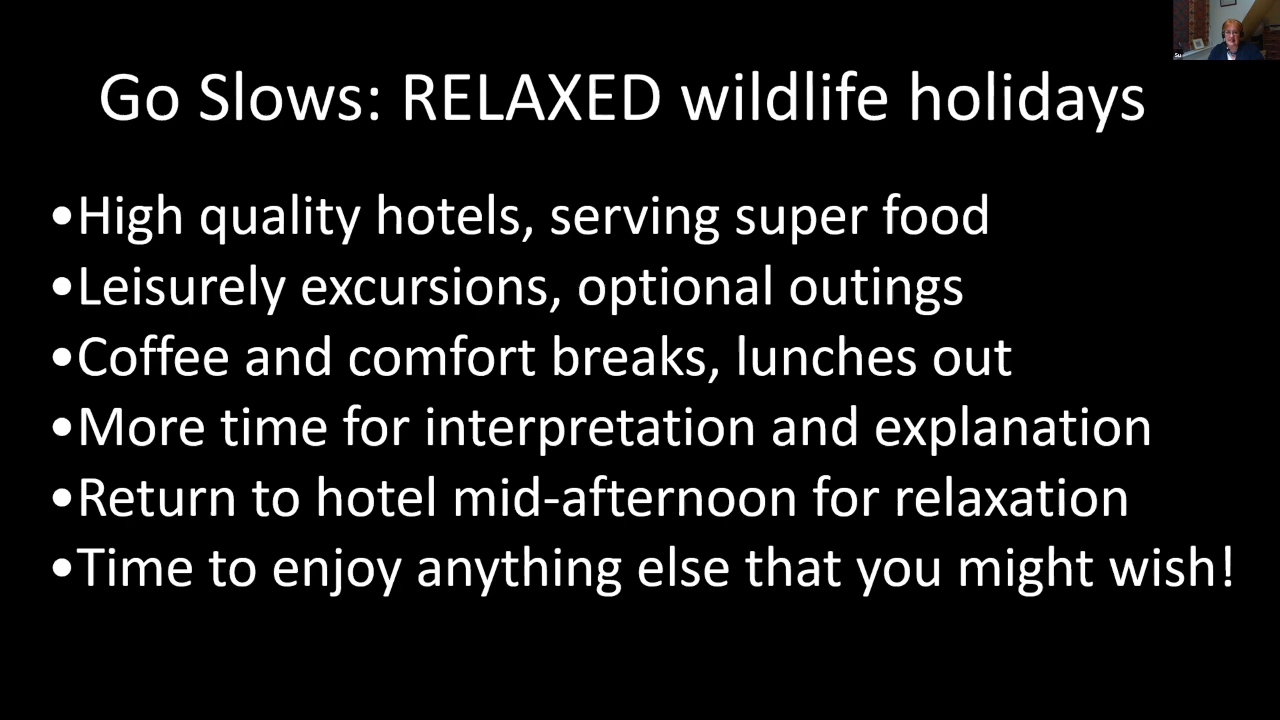 Go Slows: RELAXED wildlife holidays
•High quality hotels, serving super food
•Leisurely excursions, optional outings
•Coffee and comfort breaks, lunches out
•More time for interpretation and explanation
•Return to hotel mid-afternoon for relaxation
•Time to enjoy anything else that you might wish!